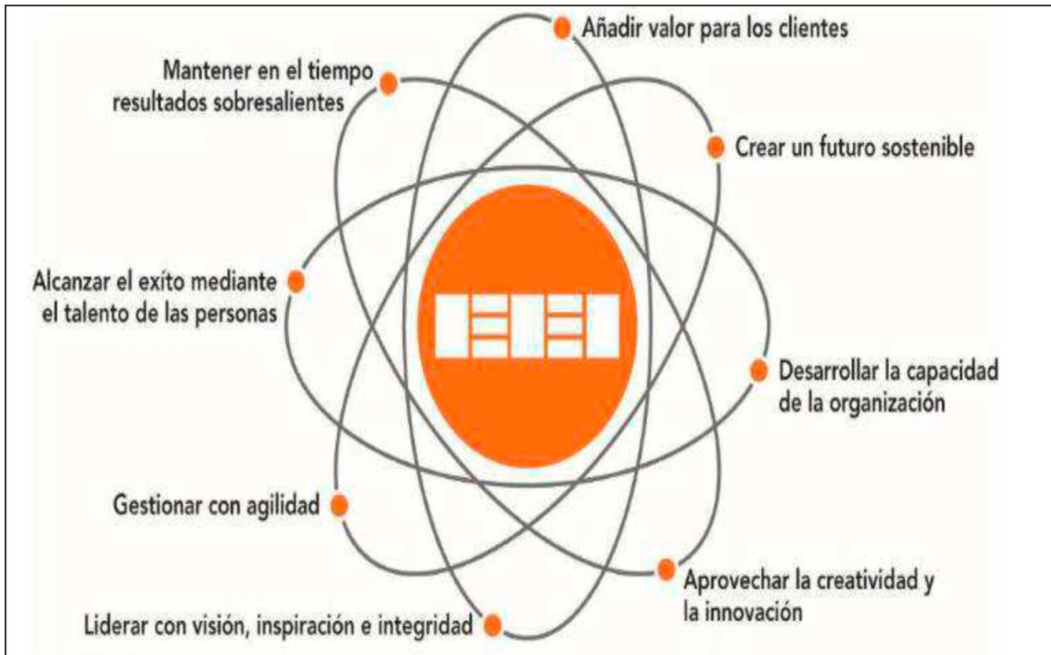 Añadir valor para los clientes
Mantener en el tiempo
resultados sobresalientes
Crear un futuro sostenible
Alcanzar el exíto mediante
el talento de las personas
Desarrollar la capacidad
de la organización
Gestionar con agilidad
Aprovechar la creatividad y
la innovación
Liderar con visión, inspiración e integridad